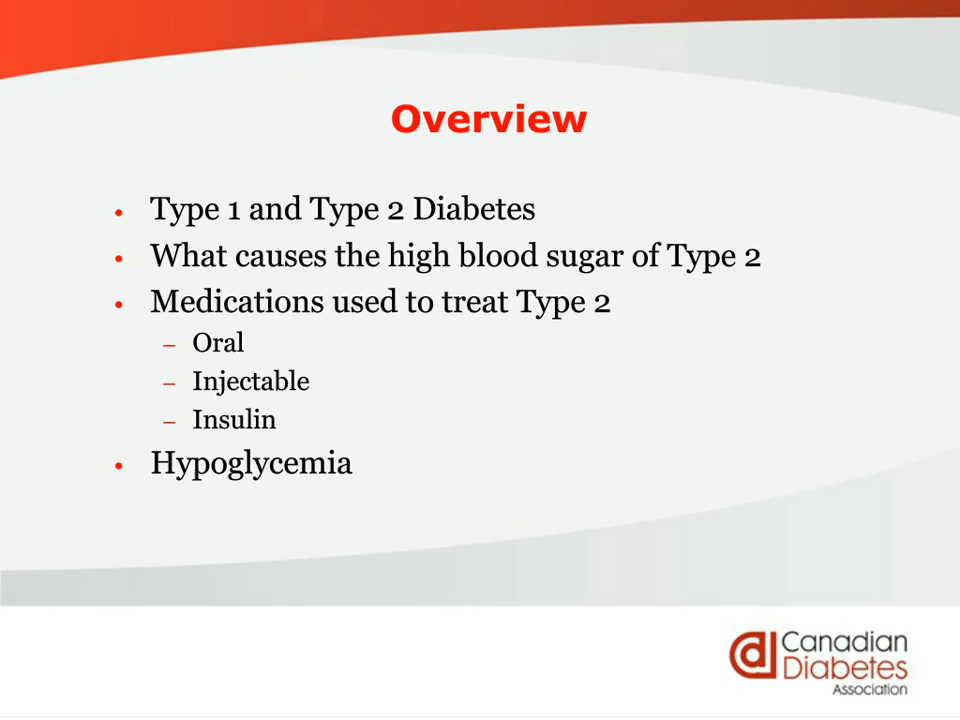 Overview
• Type 1 and Type 2 Diabetes
• What causes the high blood sugar of Type 2
• Medications used to treat Type 2
– Oral
– Injectable
– Insulin
• Hypoglycemia
Canadian
Diabetes
Association